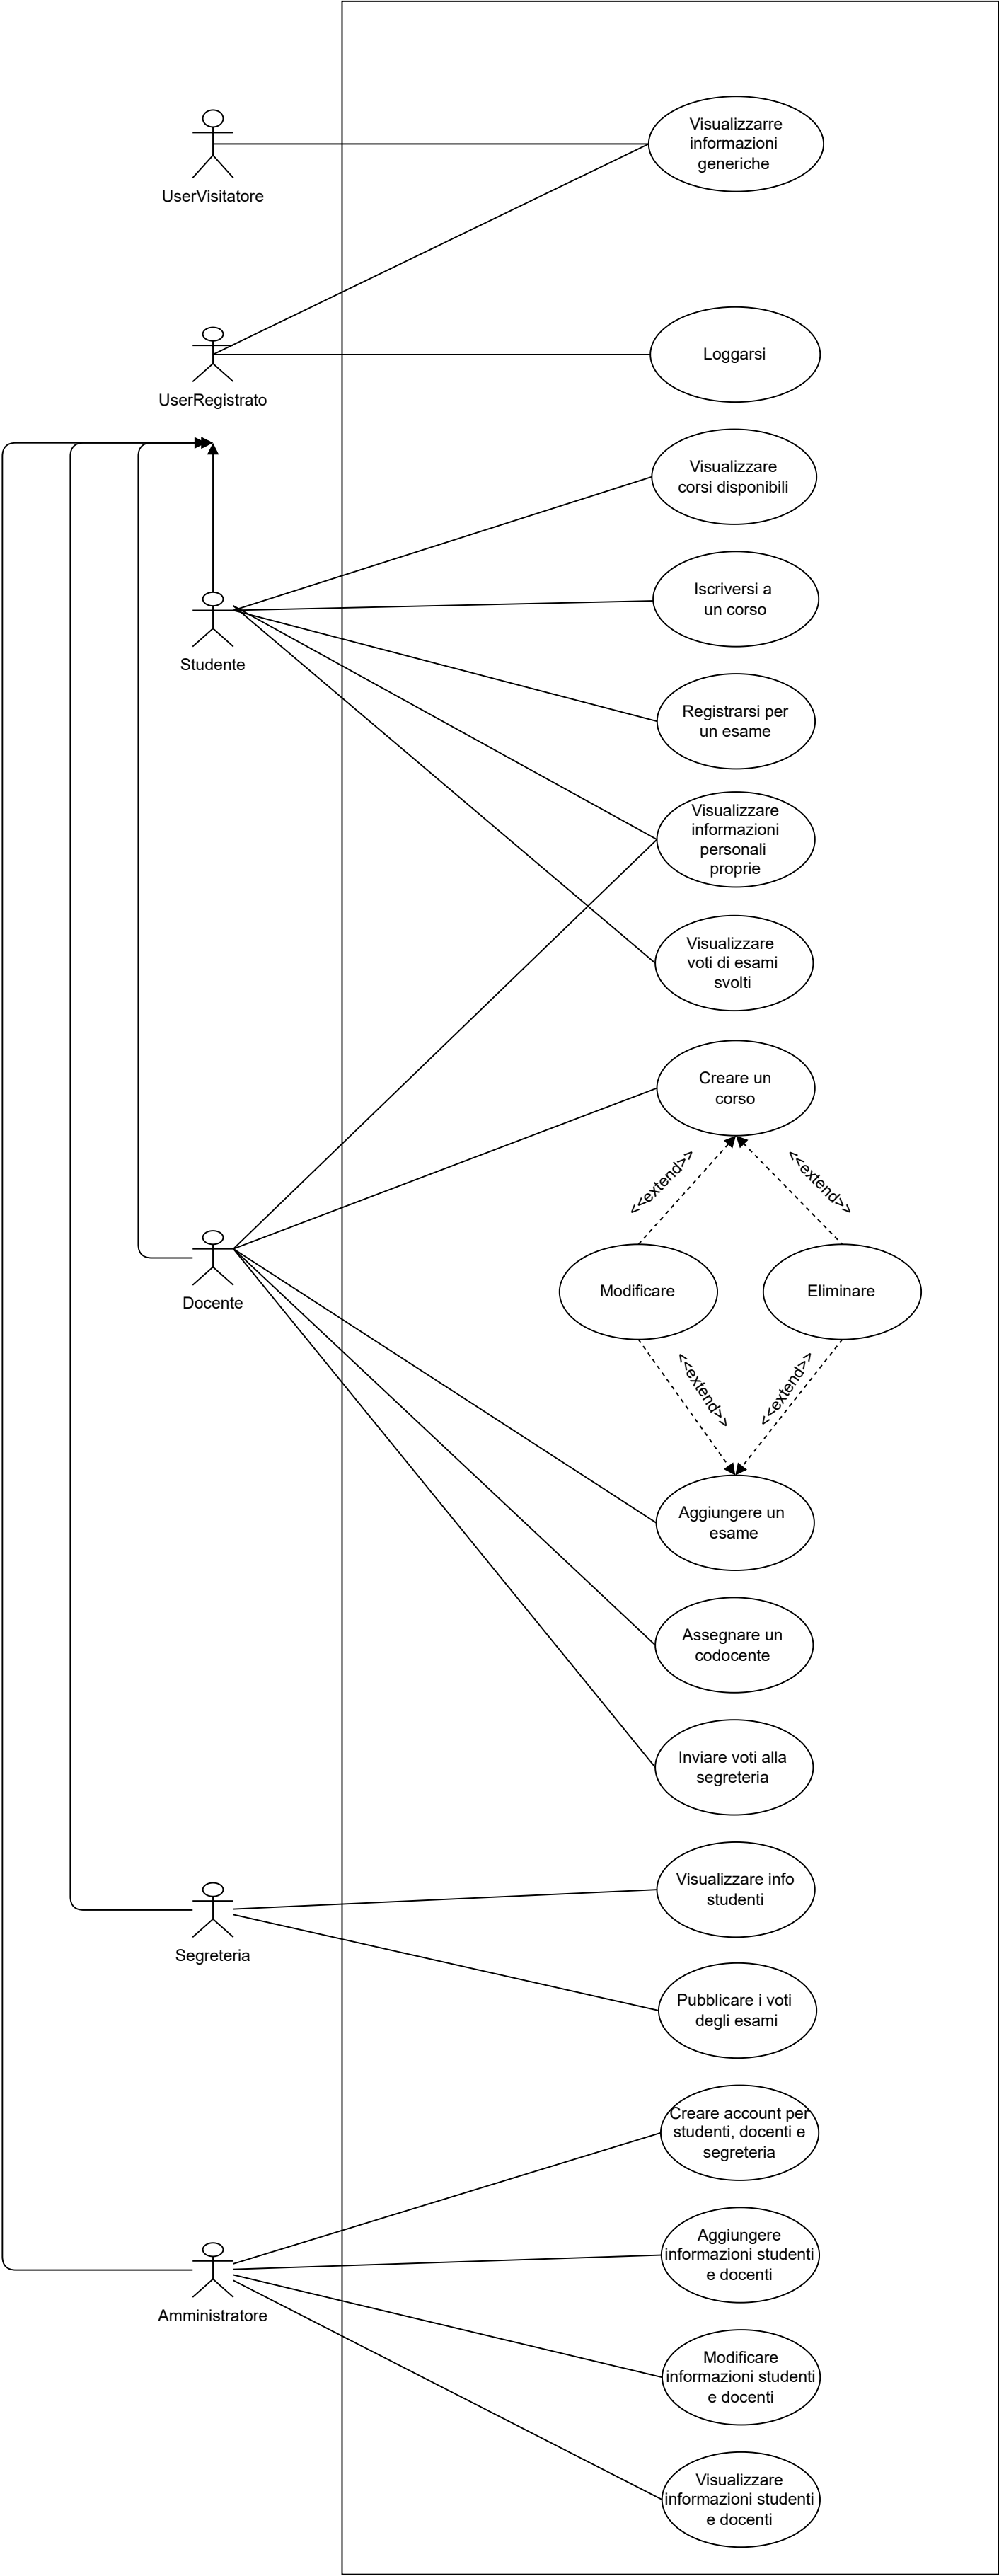 Visualizzarre
informazioni
generiche
UserVisitatore
Loggarsi
UserRegistrato
Visualizzare
corsi disponibili
Iscriversi a
un corso
Studente
Registrarsi per
un esame
Visualizzare
informazioni
personali
proprie
Visualizzare
voti di esami
svolti
Creare un
corso
<<extend>>
<<extend>>
Docente
Modificare
Eliminare
<<extend>>
<<extend>>
Aggiungere un
esame
Assegnare un
codocente
Inviare voti alla
segreteria
Visualizzare info
studenti
Segreteria
Pubblicare i voti
degli esami
Creare account per
studenti, docenti e
segreteria
Aggiungere
informazioni studenti
e docenti
Amministratore
Modificare
informazioni studenti
e docenti
Visualizzare
informazioni studenti
e docenti